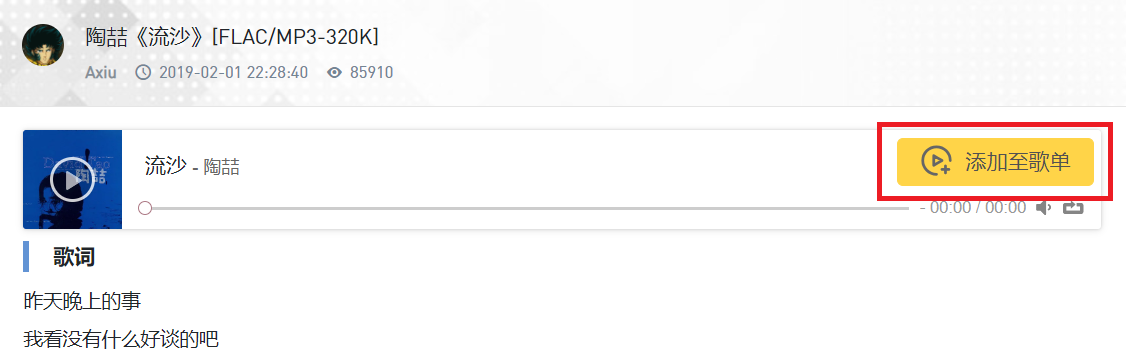 陶喆《流沙》[FLAC/MP3-320K]
Axiu 2019-02-01 22:28:40 85910
陶喆
流沙 - 陶喆
添加至歌单
- 00:00 / 00:00
歌词
昨天晚上的事
我看没有什么好谈的吧